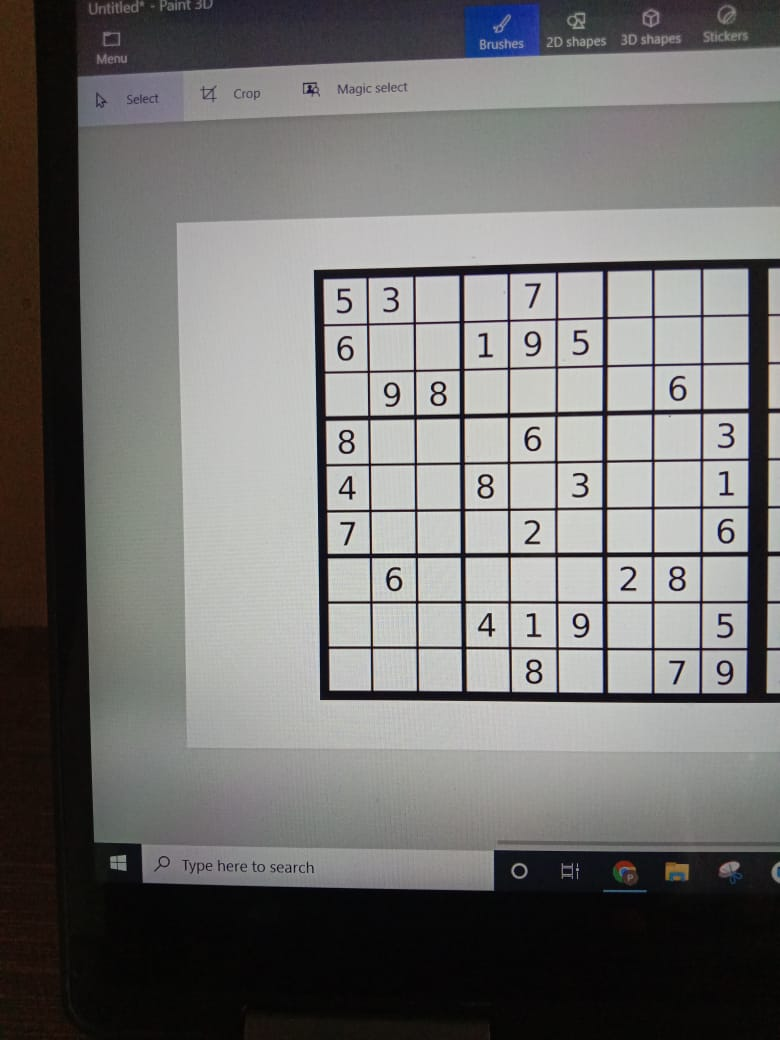 Untitled* - Paint 3D
Menu
Brushes 2D shapes 3D shapes Stickers
Select Crop Magic select
5 3 7
6 1 9 5
9 8 6
8 6 3
4 8 3 1
7 2 6
6 2 8
4 1 9 5
8 7 9
Type here to search
P